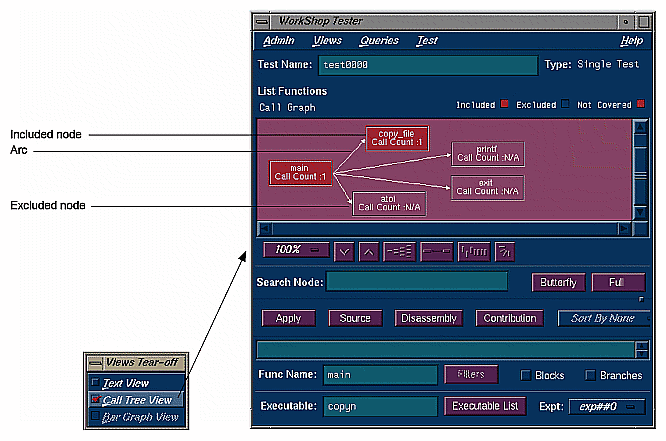 WorkShop Tester
Admin Views Queries Test Help
Test Name: test0000 Type: Single Test
List Functions
Call Graph Included Excluded Not Covered
Included node
copy_file
Call Count :1
Arc
printf
Call Count :N/A
main
Call Count :1
exit
Call Count :N/A
Excluded node
atoi
Call Count :N/A
100%
Search Node: Butterfly Full
Apply Source Disassembly Contribution Sort By None
Views Tear-off
Text View
Call Tree View
Bar Graph View
Func Name: main Filters Blocks Branches
Executable: copyn Executable List Expt: exp##0